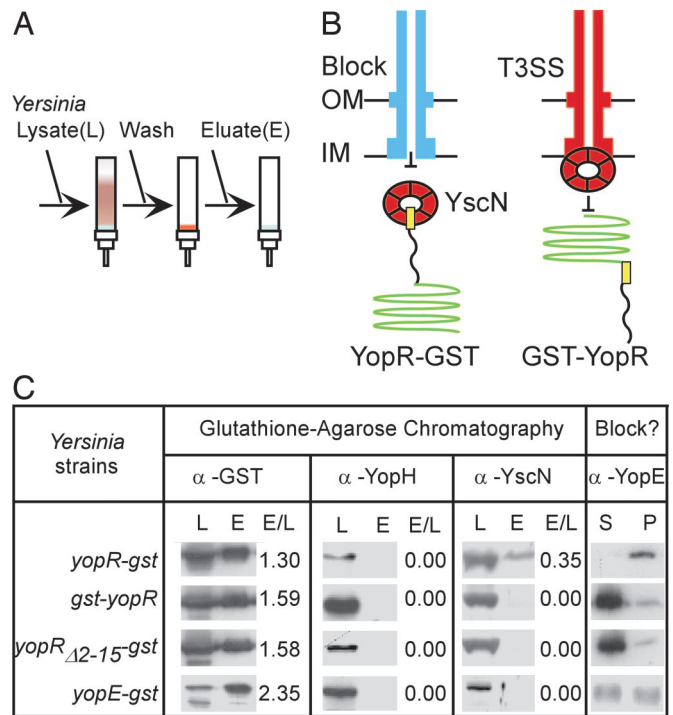 A
Yersinia
Lysate(L) Wash Eluate(E)
B
Block
OM
IM
YscN
YopR-GST
T3SS
GST-YopR
C
Yersinia strains Glutathione-Agarose Chromatography Block?
α -GST α -YopH α -YscN α -YopE
L E E/L L E E/L L E E/L S P
yopR-gst 1.30 0.00 0.35
gst-yopR 1.59 0.00 0.00
yopRΔ2-15-gst 1.58 0.00 0.00
yopE-gst 2.35 0.00 0.00